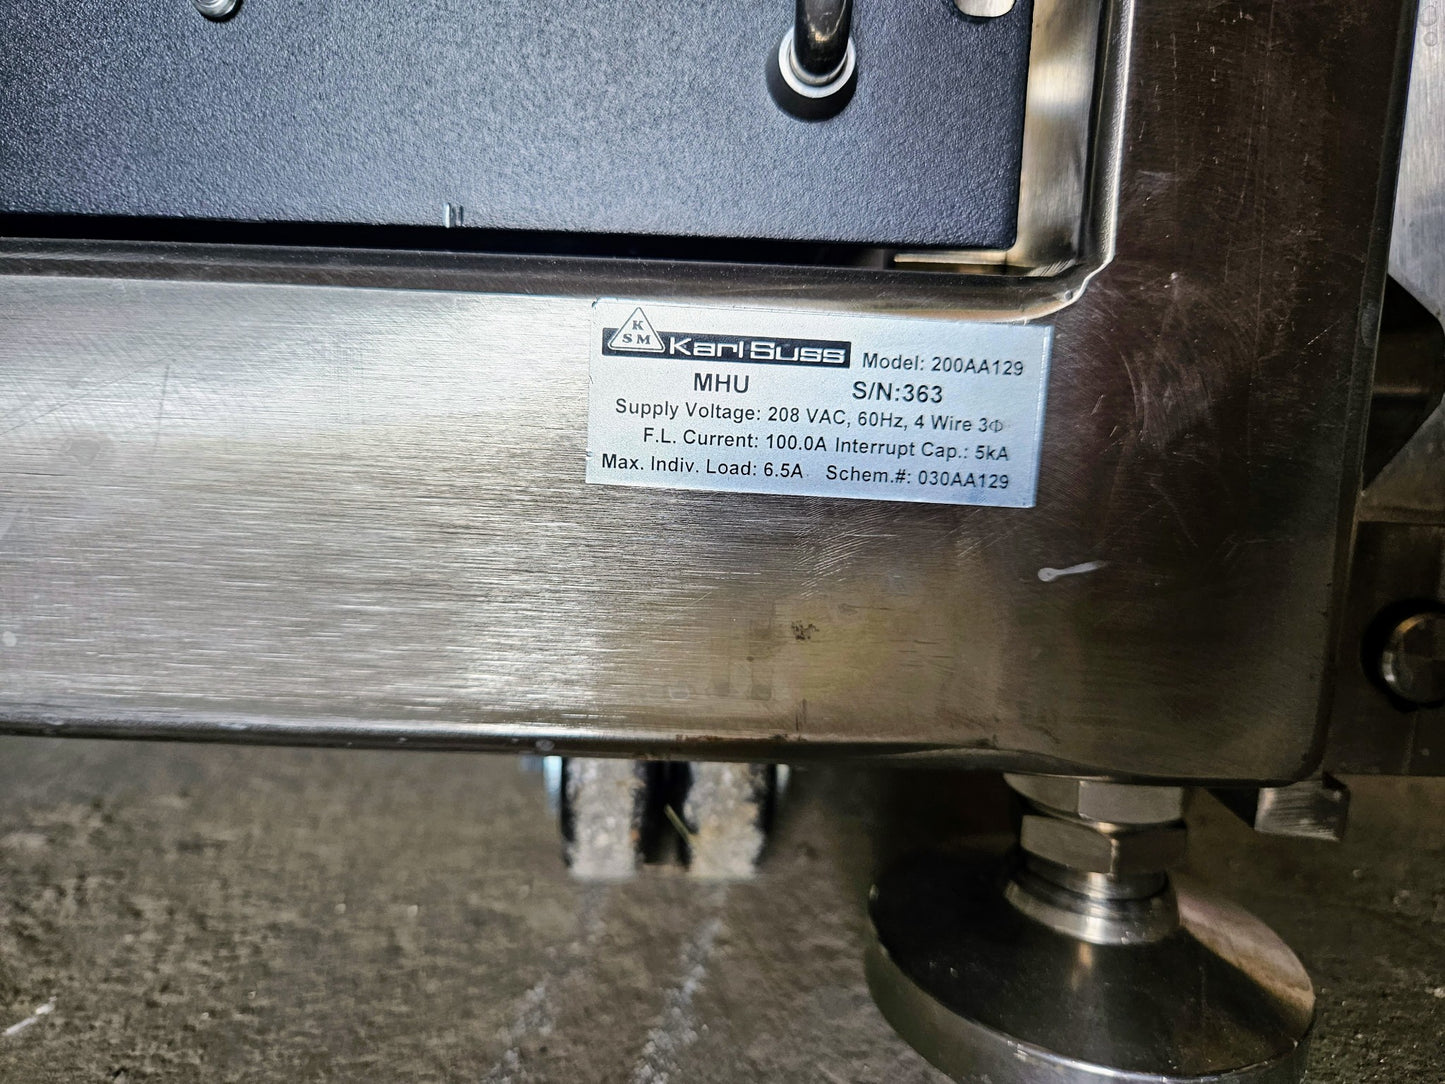 K
S M
Karl Suss Model: 200AA129
MHU S/N:363
Supply Voltage: 208 VAC, 60Hz, 4 Wire 3Φ
F.L. Current: 100.0A Interrupt Cap.: 5kA
Max. Indiv. Load: 6.5A Schem.#: 030AA129